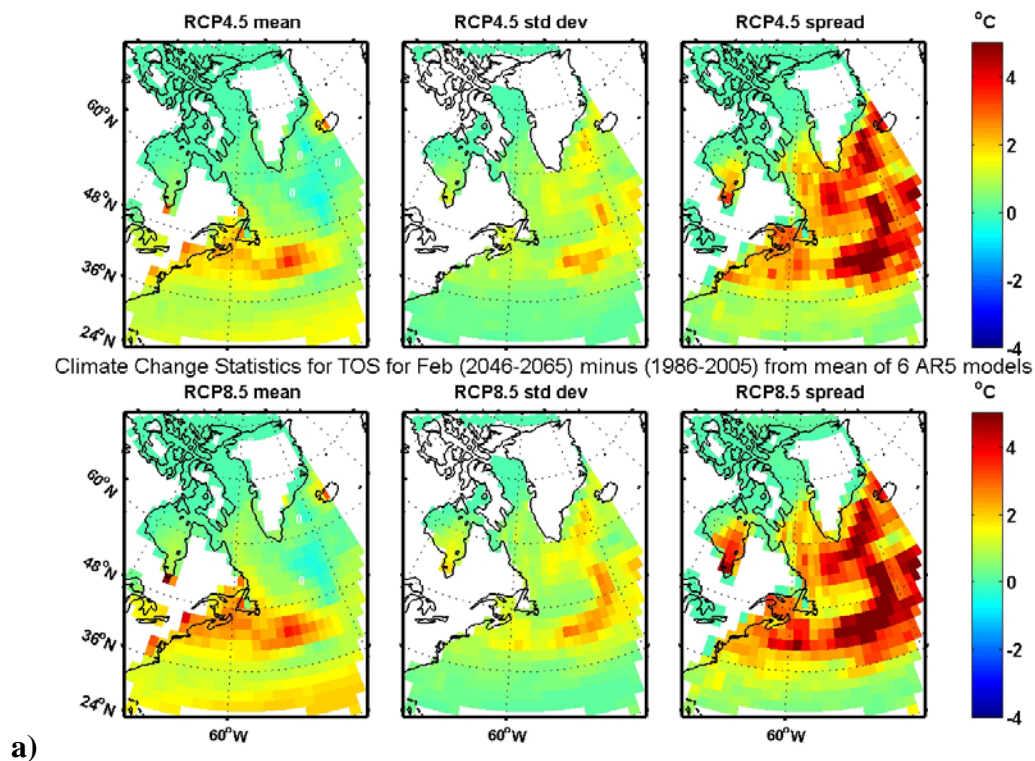 RCP4.5 mean RCP4.5 std dev RCP4.5 spread °C
60°N
48°N
36°N
24°N
0
0
0
4
2
0
-2
-4
Climate Change Statistics for TOS for Feb (2046-2065) minus (1986-2005) from mean of 6 AR5 models
RCP8.5 mean RCP8.5 std dev RCP8.5 spread °C
60°N
48°N
36°N
24°N
0
0
4
2
0
-2
-4
60°W 60°W 60°W
a)